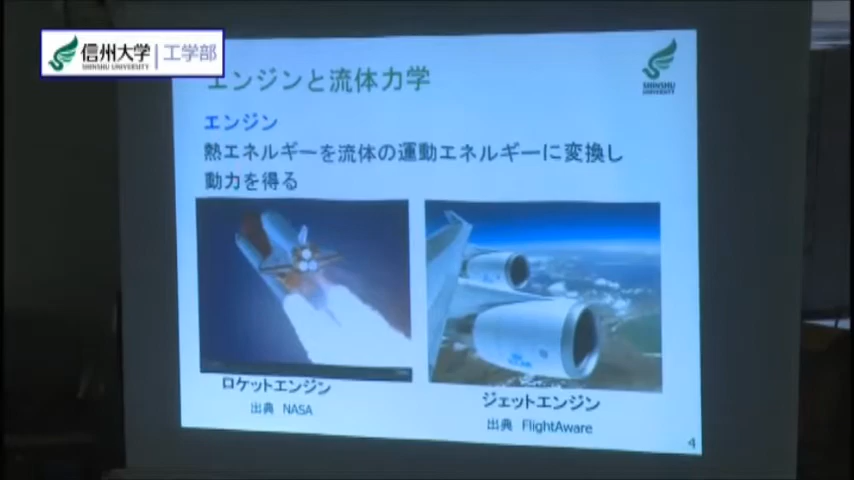 信州大学 工学部
SHINSHU UNIVERSITY
エンジンと流体力学
SHINSHU
UNIVERSITY
エンジン
熱エネルギーを流体の運動エネルギーに変換し
動力を得る
ロケットエンジン
出典 NASA
ジェットエンジン
出典 FlightAware
4